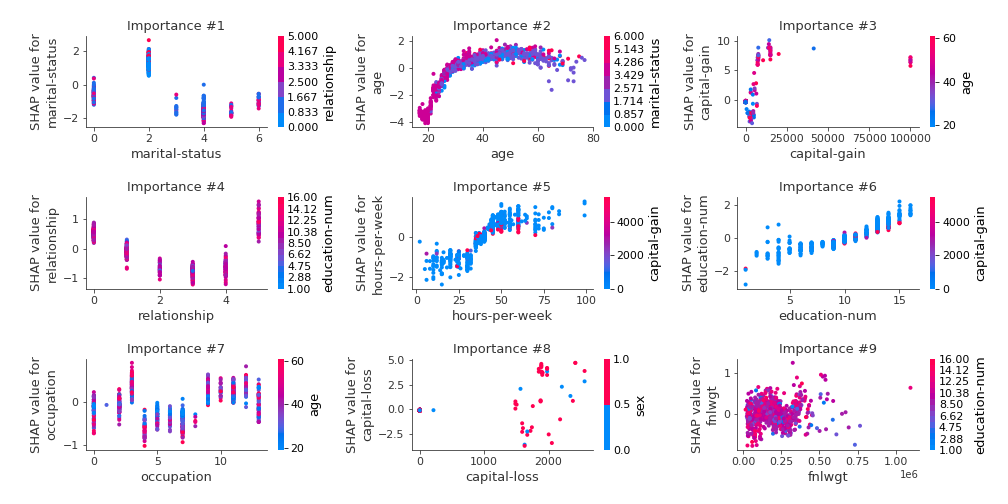 Importance #1
SHAP value for
marital-status
2
0
−2
0
2
4
6
marital-status
5.000
4.167
3.333
2.500
1.667
0.833
0.000
relationship
Importance #2
SHAP value for
age
2
0
−2
−4
20
40
60
80
age
6.000
5.143
4.286
3.429
2.571
1.714
0.857
0.000
marital-status
Importance #3
SHAP value for
capital-gain
10
5
0
0
25000
50000
75000
100000
capital-gain
60
40
20
age
Importance #4
SHAP value for
relationship
1
0
−1
0
2
4
relationship
16.00
14.12
12.25
10.38
8.50
6.62
4.75
2.88
1.00
education-num
Importance #5
SHAP value for
hours-per-week
0
−2
0
25
50
75
100
hours-per-week
4000
2000
0
capital-gain
Importance #6
SHAP value for
education-num
2
0
−2
5
10
15
education-num
4000
2000
0
capital-gain
Importance #7
SHAP value for
occupation
0
−1
0
5
10
occupation
60
40
20
age
Importance #8
SHAP value for
capital-loss
5.0
2.5
0.0
−2.5
0
1000
2000
capital-loss
1.0
0.5
0.0
sex
Importance #9
SHAP value for
fnlwgt
1
0
0.00
0.25
0.50
0.75
1.00
1e6
fnlwgt
16.00
14.12
12.25
10.38
8.50
6.62
4.75
2.88
1.00
education-num